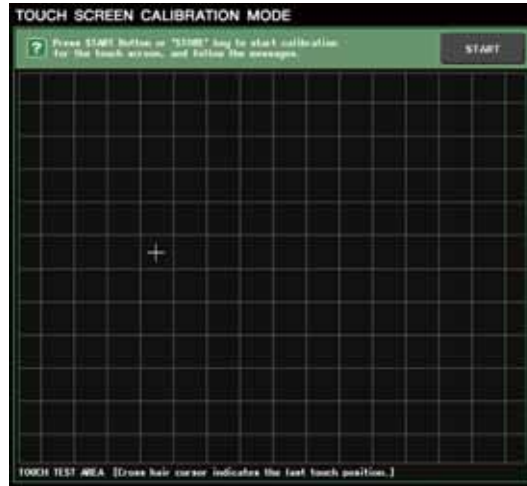 TOUCH SCREEN CALIBRATION MODE
? Press START Button or "STORE" key to start calibration
for the touch screen, and follow the messages.
START
TOUCH TEST AREA [Cross hair cursor indicates the last touch position.]